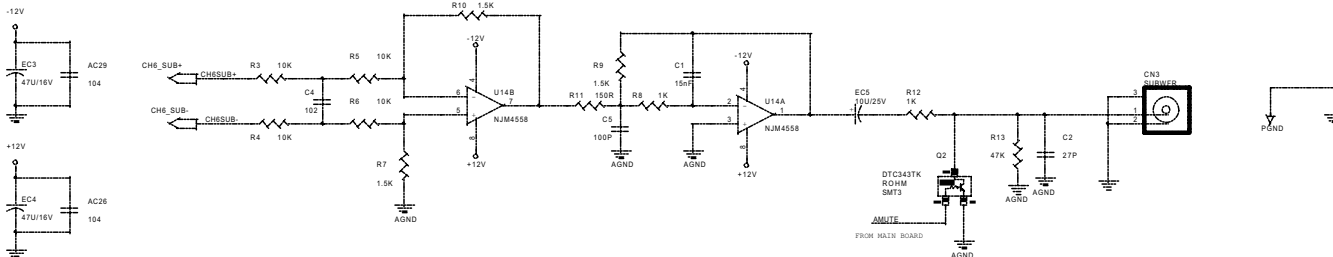 -12V
EC3
47U/16V
AC29
104
+12V
EC4
47U/16V
AC26
104
CH6_SUB+
CH6SUB+
CH6_SUB-
CH6SUB-
R3 10K
R4 10K
C4
102
R5 10K
R6 10K
R7
1.5K
AGND
R10 1.5K
-12V
4
6
5
7
8
U14B
NJM4558
+12V
R11 150R
R9
1.5K
C5
100P
AGND
R8 1K
C1
15nF
AGND
-12V
4
2
3
1
8
U14A
NJM4558
+12V
EC5
10U/25V
R12
1K
Q2
DTC343TK
ROHM
SMT3
AMUTE
FROM MAIN BOARD
AGND
R13
47K
AGND
C2
27P
AGND
CN3
SUBWER
3
1
2
PGND